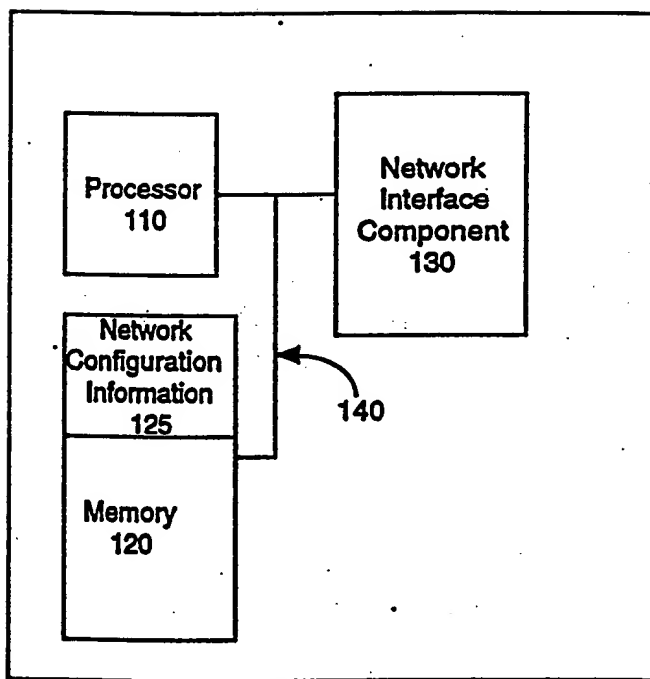 Processor
110
Network
Interface
Component
130
Network
Configuration
Information
125
140
Memory
120